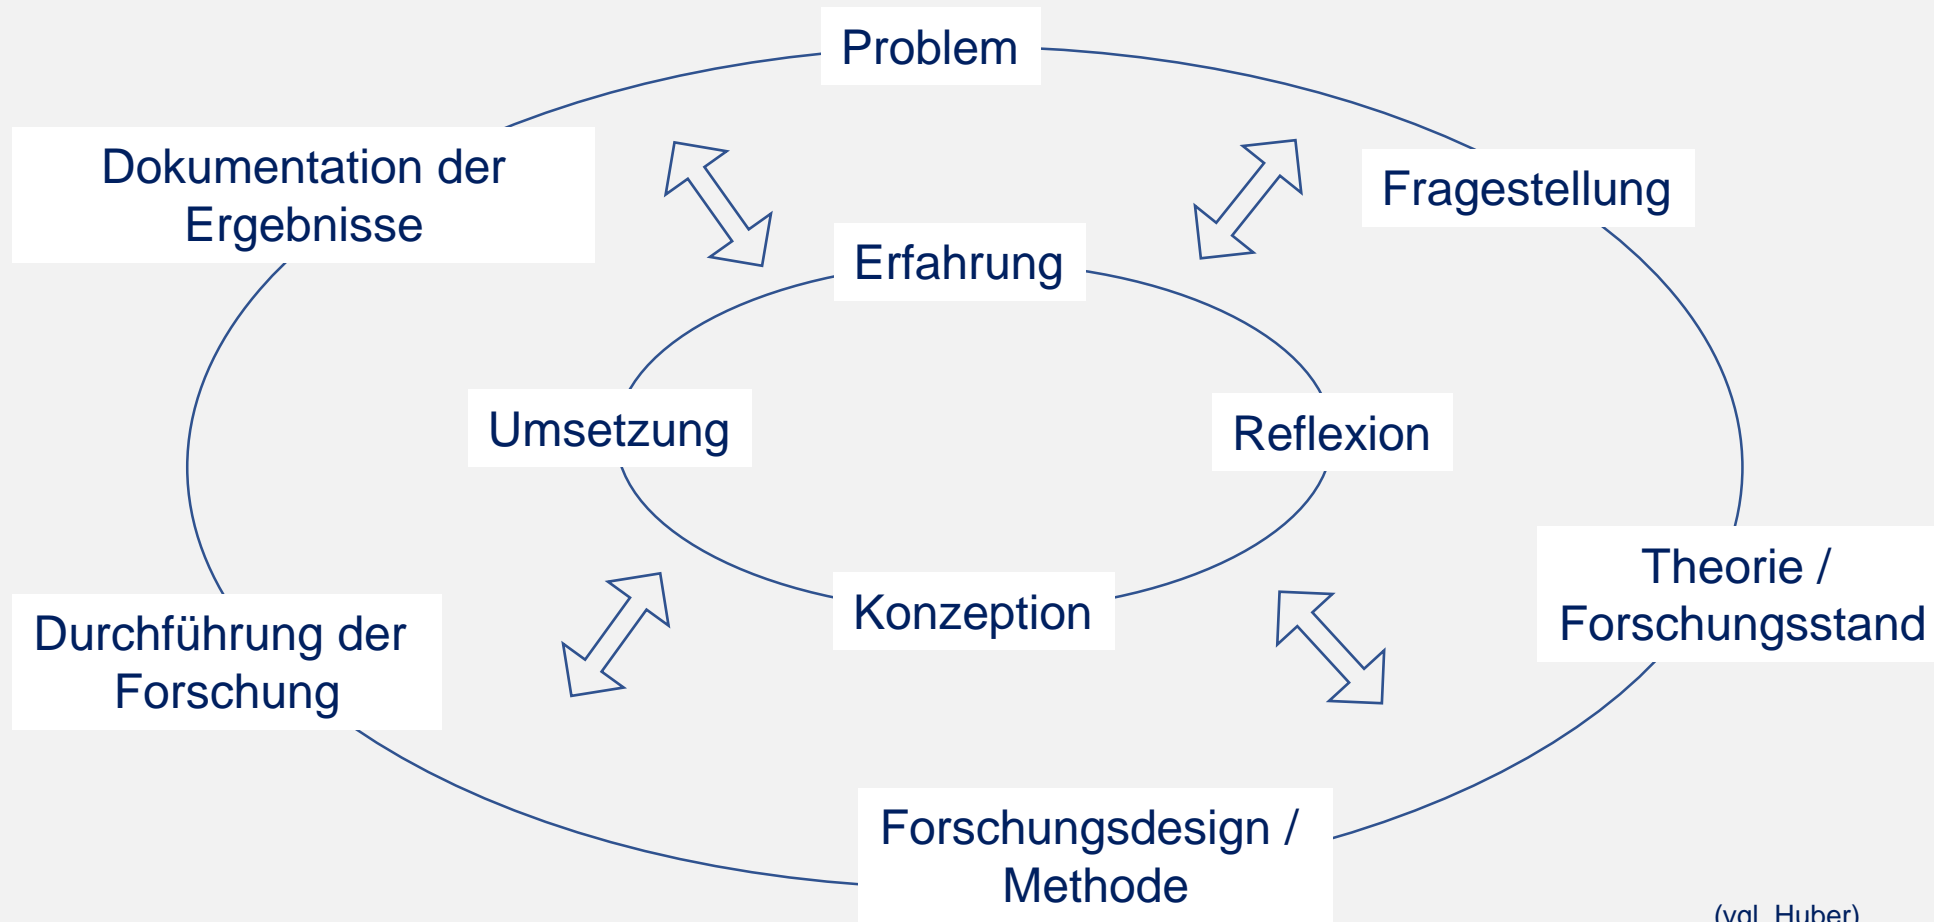 Problem
Dokumentation der
Ergebnisse
Fragestellung
Erfahrung
Umsetzung
Reflexion
Theorie /
Forschungsstand
Konzeption
Durchführung der
Forschung
Forschungsdesign /
Methode
(vgl. Huber)